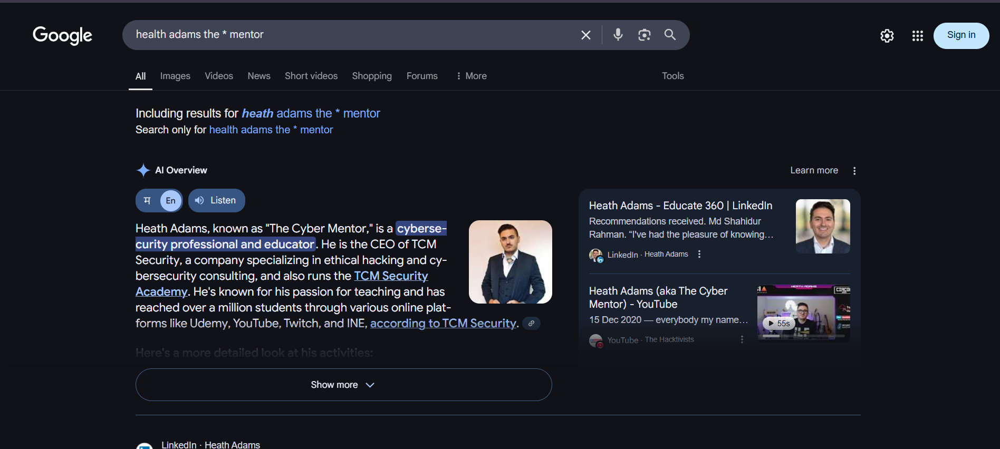 Google
health adams the * mentor
Sign in
All Images Videos News Short videos Shopping Forums More Tools
Including results for heath adams the * mentor
Search only for health adams the * mentor
AI Overview
Learn more
म En Listen
Heath Adams, known as "The Cyber Mentor," is a cyberse-
curity professional and educator. He is the CEO of TCM
Security, a company specializing in ethical hacking and cy-
bersecurity consulting, and also runs the TCM Security
Academy. He's known for his passion for teaching and has
reached over a million students through various online plat-
forms like Udemy, YouTube, Twitch, and INE, according to TCM Security.
Here's a more detailed look at his activities:
Show more
Heath Adams - Educate 360 | LinkedIn
Recommendations received. Md Shahidur
Rahman. “I've had the pleasure of knowing…
LinkedIn · Heath Adams
Heath Adams (aka The Cyber
Mentor) - YouTube
15 Dec 2020 — everybody my name…
YouTube · The Hacktivists
HEATH ADAMS
55s
LinkedIn · Heath Adams